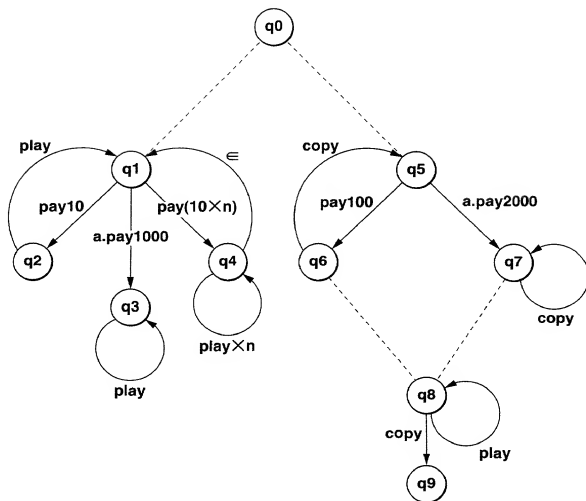 q0
play
∈
copy
q1
q5
pay10
pay(10×n)
pay100
a.pay2000
a.pay1000
q2
q4
q6
q7
q3
copy
play×n
play
q8
copy
play
q9